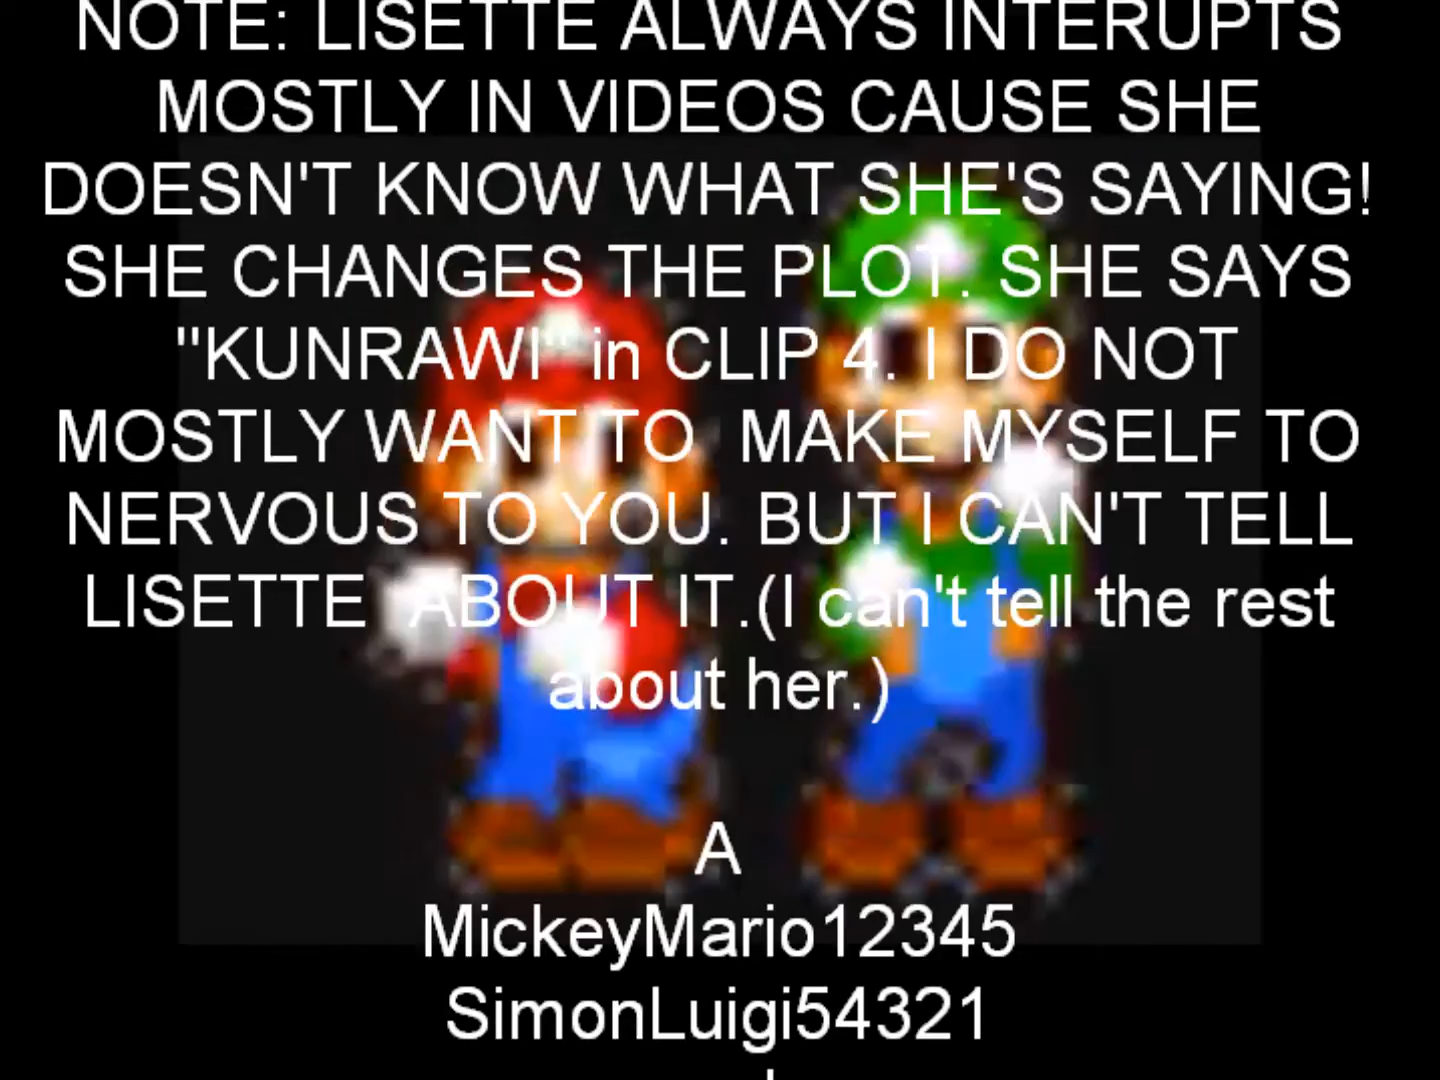 NOTE: LISETTE ALWAYS INTERUPTS
MOSTLY IN VIDEOS CAUSE SHE
DOESN'T KNOW WHAT SHE'S SAYING!
SHE CHANGES THE PLOT. SHE SAYS
"KUNRAWI" in CLIP 4. I DO NOT
MOSTLY WANT TO  MAKE MYSELF TO
NERVOUS TO YOU. BUT I CAN'T TELL
LISETTE  ABOUT IT.(I can't tell the rest
about her.)
A
MickeyMario12345
SimonLuigi54321